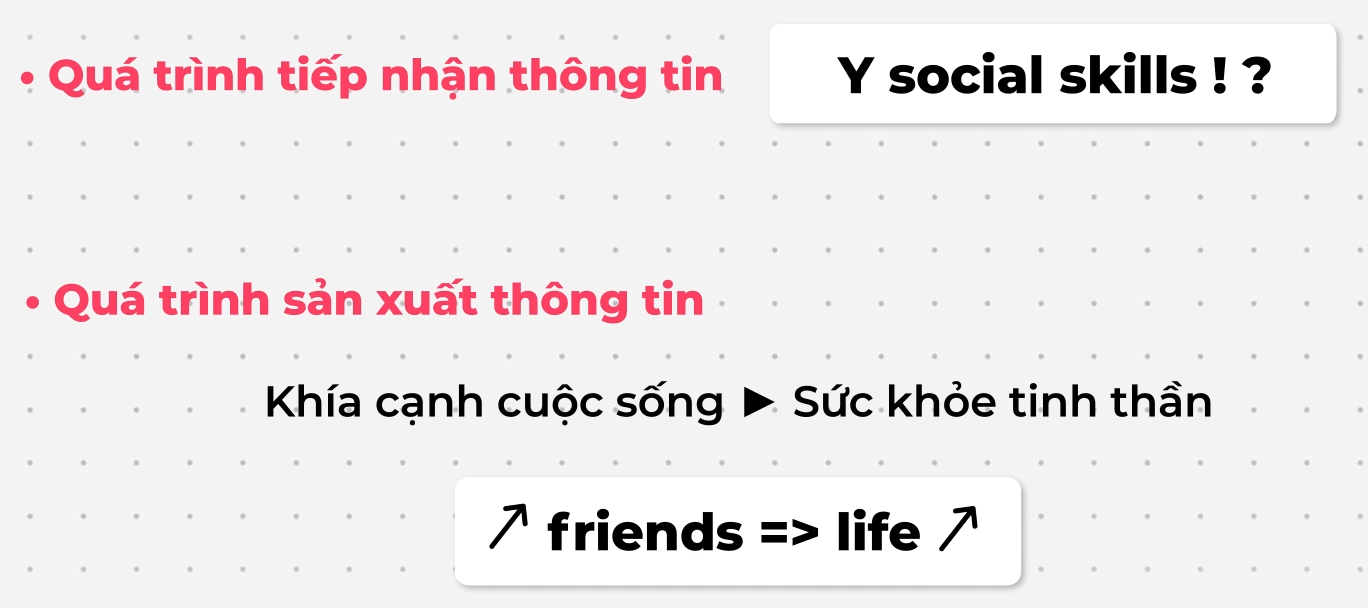 • Quá trình tiếp nhận thông tin
Y social skills ! ?
• Quá trình sản xuất thông tin
Khía cạnh cuộc sống ► Sức khỏe tinh thần
↗ friends => life ↗